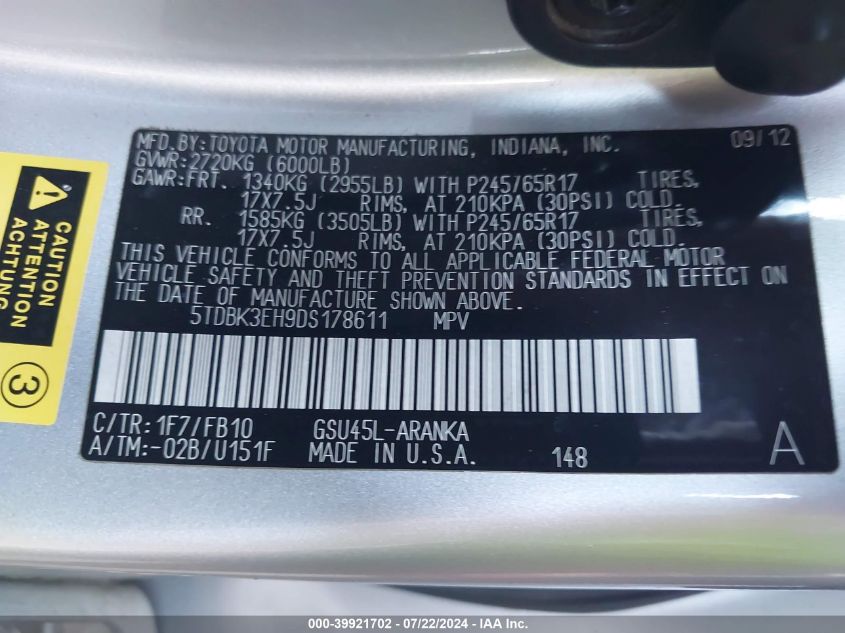 MFD. BY: TOYOTA MOTOR MANUFACTURING, INDIANA, INC. 09/12
GVWR: 2720KG (6000LB)
GAWR: FRT. 1340KG (2955LB) WITH P245/65R17 TIRES,
17X7.5J RIMS, AT 210KPA (30PSI) COLD.
RR. 1585KG (3505LB) WITH P245/65R17 TIRES,
17X7.5J RIMS, AT 210KPA (30PSI) COLD.
THIS VEHICLE CONFORMS TO ALL APPLICABLE FEDERAL MOTOR
VEHICLE SAFETY AND THEFT PREVENTION STANDARDS IN EFFECT ON
THE DATE OF MANUFACTURE SHOWN ABOVE.
5TDBK3EH9DS178611 MPV
C/TR: 1F7/FB10 GSU45L-ARANKA
A/TM: -02B/U151F MADE IN U.S.A. 148 A
CAUTION
ATTENTION
ACHTUNG
3
000-39921702 - 07/22/2024 - IAAI - Copart Inc.